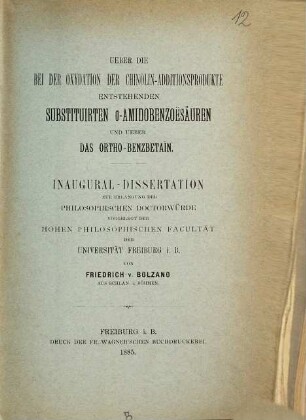 12
UEBER DIE
BEI DER OXYDATION DER CHINOLIN-ADDITIONSPRODUKTE
ENTSTEHENDEN
SUBSTITUIRTEN O-AMIDOBENZOËSÄUREN
UND UEBER
DAS ORTHO-BENZBETAIN.
INAUGURAL-DISSERTATION
ZUR ERLANGUNG DER
PHILOSOPHISCHEN DOCTORWÜRDE
VORGELEGT DER
HOHEN PHILOSOPHISCHEN FACULTÄT
DER
UNIVERSITÄT FREIBURG i. B.
VON
FRIEDRICH v. BOLZANO
AUS SCHLAN i. BÖHMEN.
FREIBURG i. B.
DRUCK DER FR. WAGNER'SCHEN BUCHDRUCKEREI.
1885.